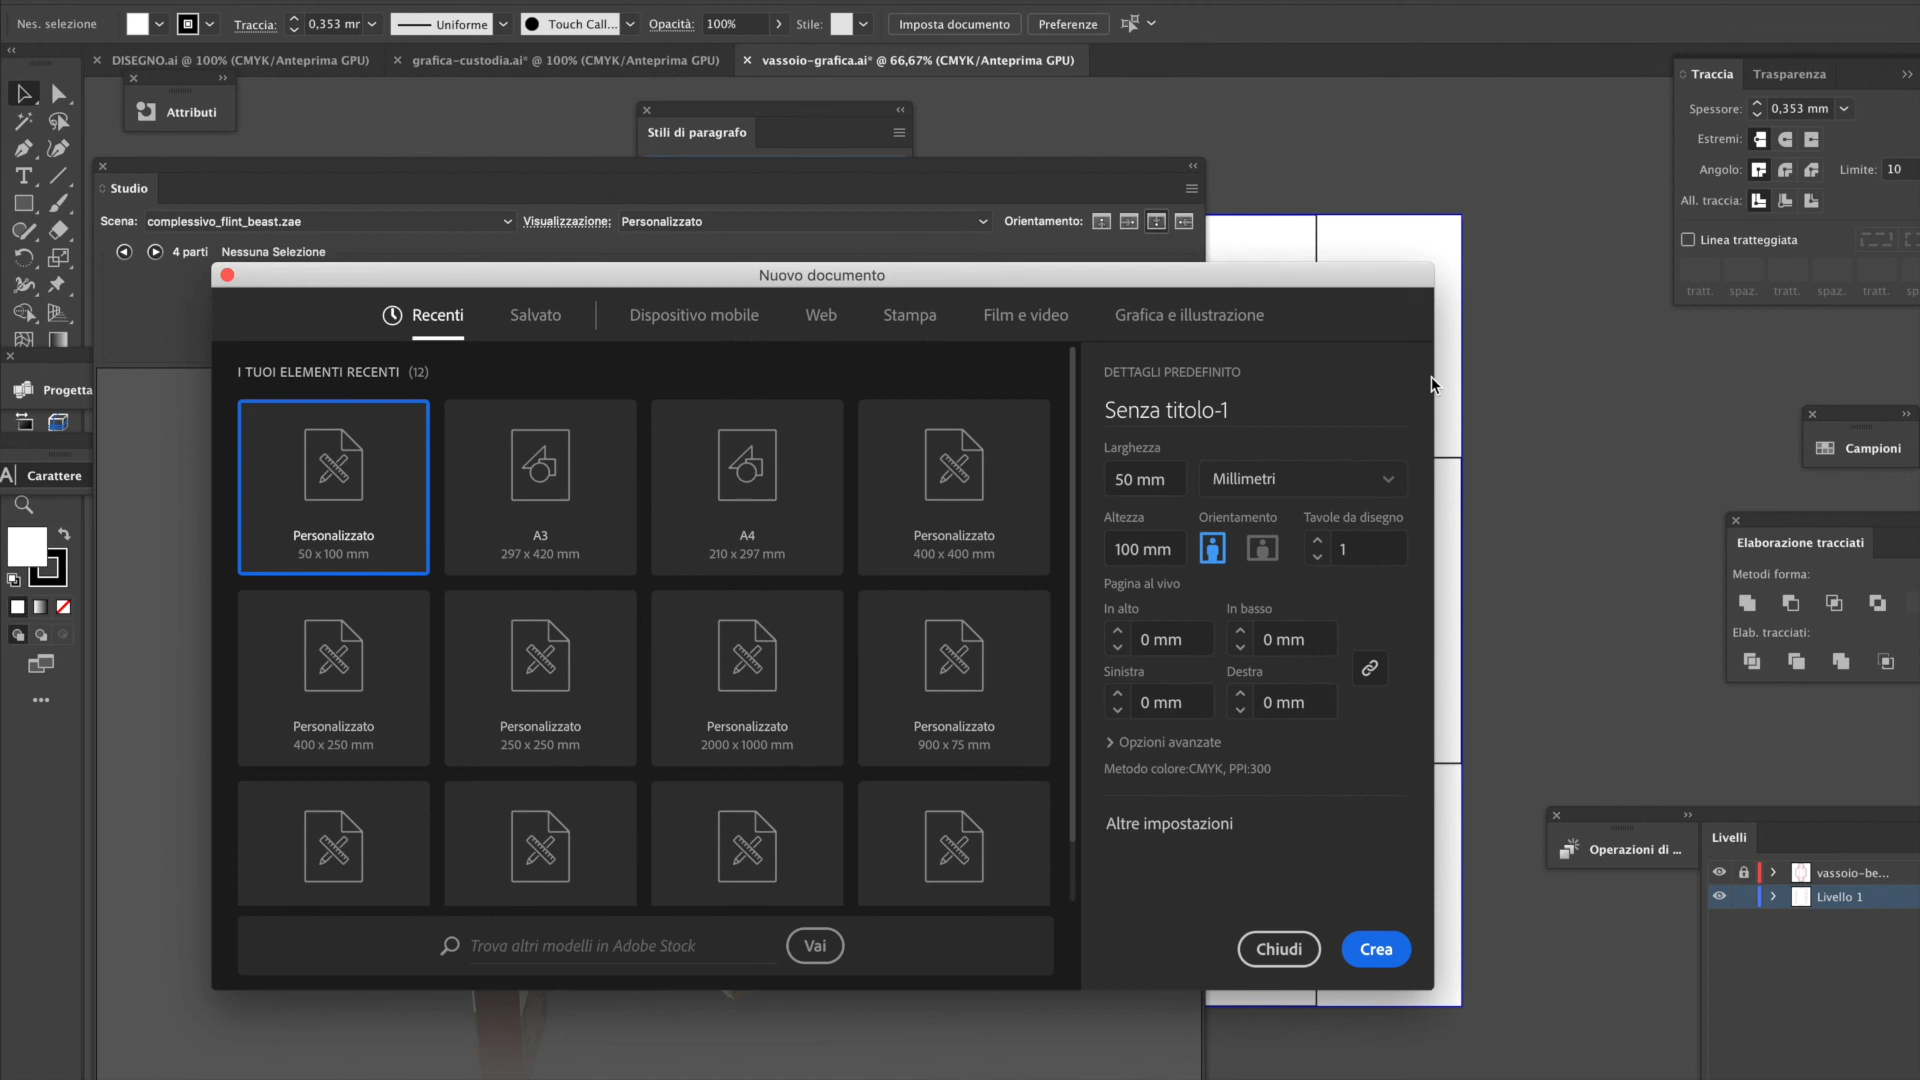 Nes. selezione
Traccia:
0,353 mr
Uniforme
Touch Call...
Opacità:
100%
Stile:
Imposta documento
Preferenze
DISEGNO.ai @ 100% (CMYK/Anteprima GPU)
grafica-custodia.ai* @ 100% (CMYK/Anteprima GPU)
vassoio-grafica.ai* @ 66,67% (CMYK/Anteprima GPU)
Attributi
Stili di paragrafo
Studio
Scena: complessivo_flint_beast.zae
Visualizzazione: Personalizzato
Orientamento:
4 parti
Nessuna Selezione
Progetta
Carattere
Nuovo documento
Recenti
Salvato
Dispositivo mobile
Web
Stampa
Film e video
Grafica e illustrazione
I TUOI ELEMENTI RECENTI (12)
Personalizzato
50 x 100 mm
A3
297 x 420 mm
A4
210 x 297 mm
Personalizzato
400 x 400 mm
Personalizzato
400 x 250 mm
Personalizzato
250 x 250 mm
Personalizzato
2000 x 1000 mm
Personalizzato
900 x 75 mm
Trova altri modelli in Adobe Stock
Vai
DETTAGLI PREDEFINITO
Senza titolo-1
Larghezza
50 mm
Millimetri
Altezza
Orientamento
Tavole da disegno
100 mm
1
Pagina al vivo
In alto
In basso
0 mm
0 mm
Sinistra
Destra
0 mm
0 mm
Opzioni avanzate
Metodo colore:CMYK, PPI:300
Altre impostazioni
Chiudi
Crea
Traccia
Trasparenza
Spessore:
0,353 mm
Estremi:
Angolo:
Limite:
10
All. traccia:
Linea tratteggiata
tratt.
spaz.
tratt.
spaz.
tratt.
sp
Campioni
Elaborazione tracciati
Metodi forma:
Elab. tracciati:
Operazioni di ...
Livelli
vassoio-be...
Livello 1